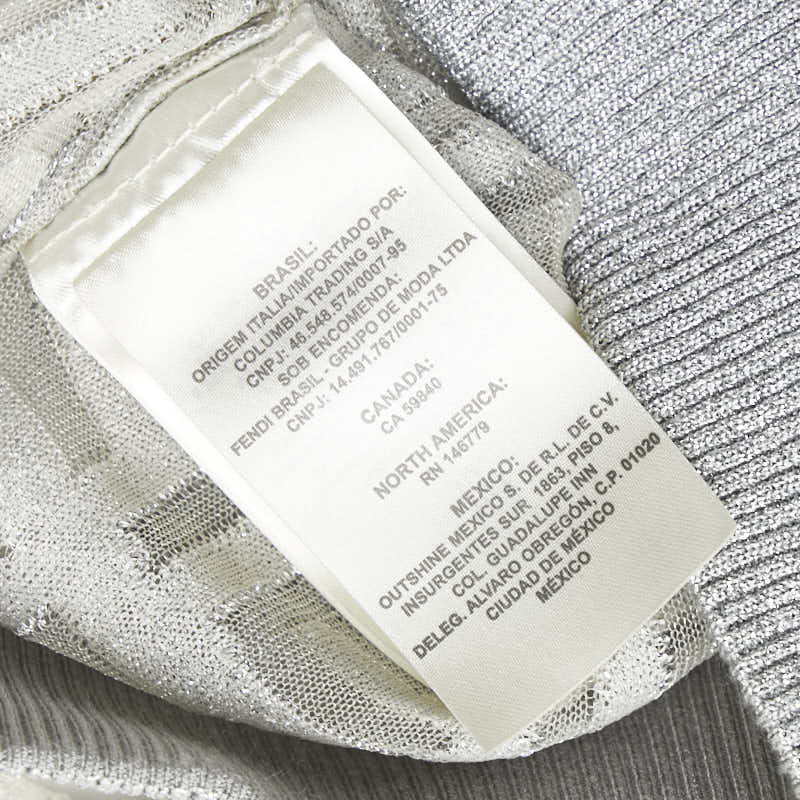 BRASIL:
ORIGEM ITALIA/IMPORTADO POR:
COLUMBIA TRADING S/A
CNPJ: 46.548.574/0007-95
SOB ENCOMENDA:
FENDI BRASIL - GRUPO DE MODA LTDA
CNPJ: 14.491.767/0001-75
CANADA:
CA 59840
NORTH AMERICA:
RN 146779
MEXICO:
OUTSHINE MEXICO S. DE R.L. DE C.V.
INSURGENTES SUR 1863, PISO 8,
COL. GUADALUPE INN
DELEG. ALVARO OBREGÓN, C.P. 01020
CIUDAD DE MÉXICO
MÉXICO